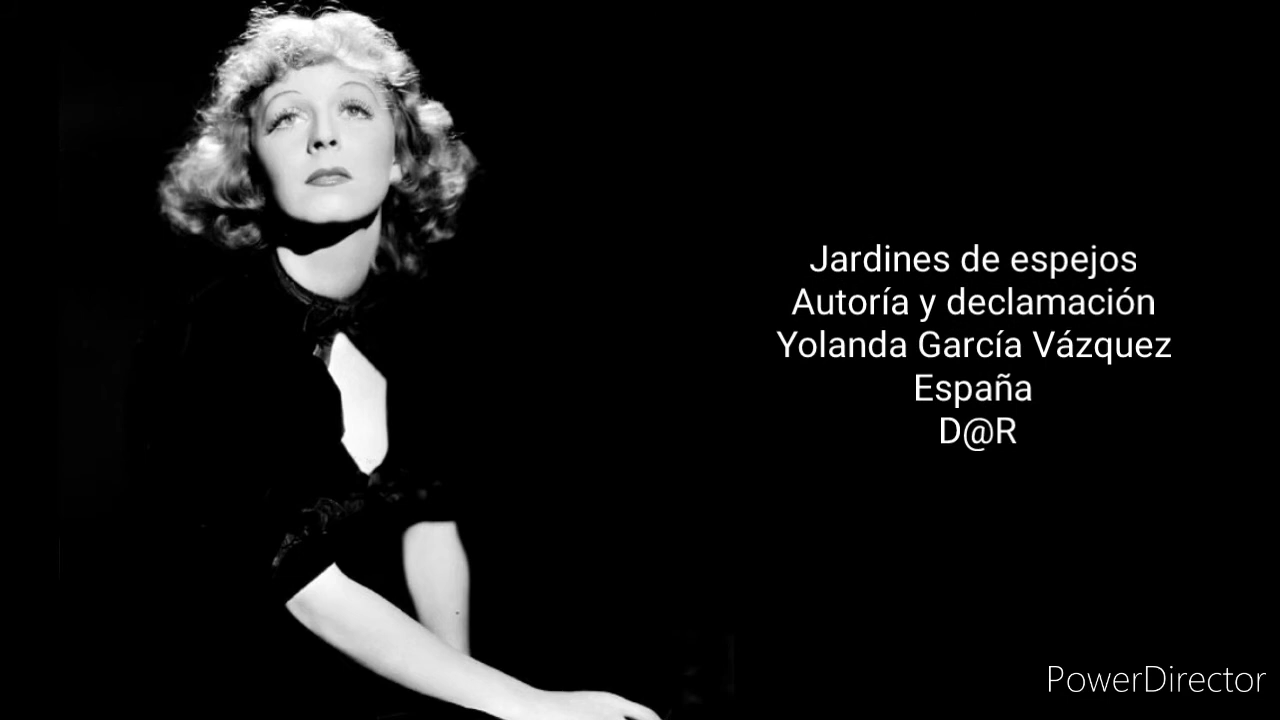 Jardines de espejos
Autoría y declamación
Yolanda García Vázquez
España
D@R
PowerDirector